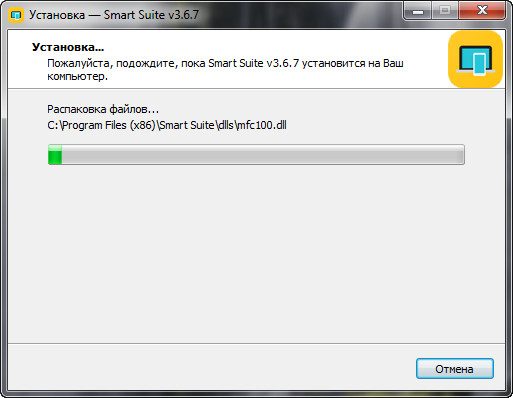 Установка — Smart Suite v3.6.7
Установка...
Пожалуйста, подождите, пока Smart Suite v3.6.7 установится на Ваш
компьютер.
Распаковка файлов...
C:\Program Files (x86)\Smart Suite\dlls\mfc100.dll
Отмена